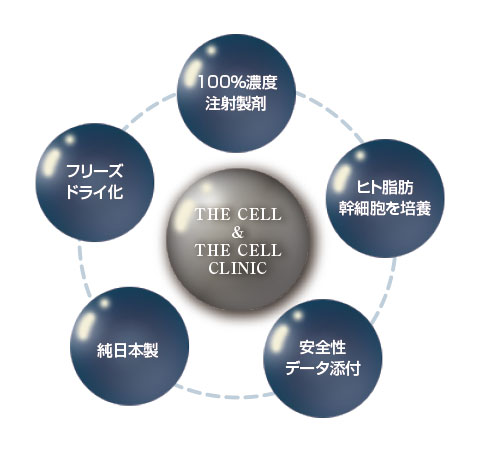 100%濃度
注射製剤
フリーズ
ドライ化
ヒト脂肪
幹細胞を培養
THE CELL
&
THE CELL
CLINIC
純日本製
安全性
データ添付